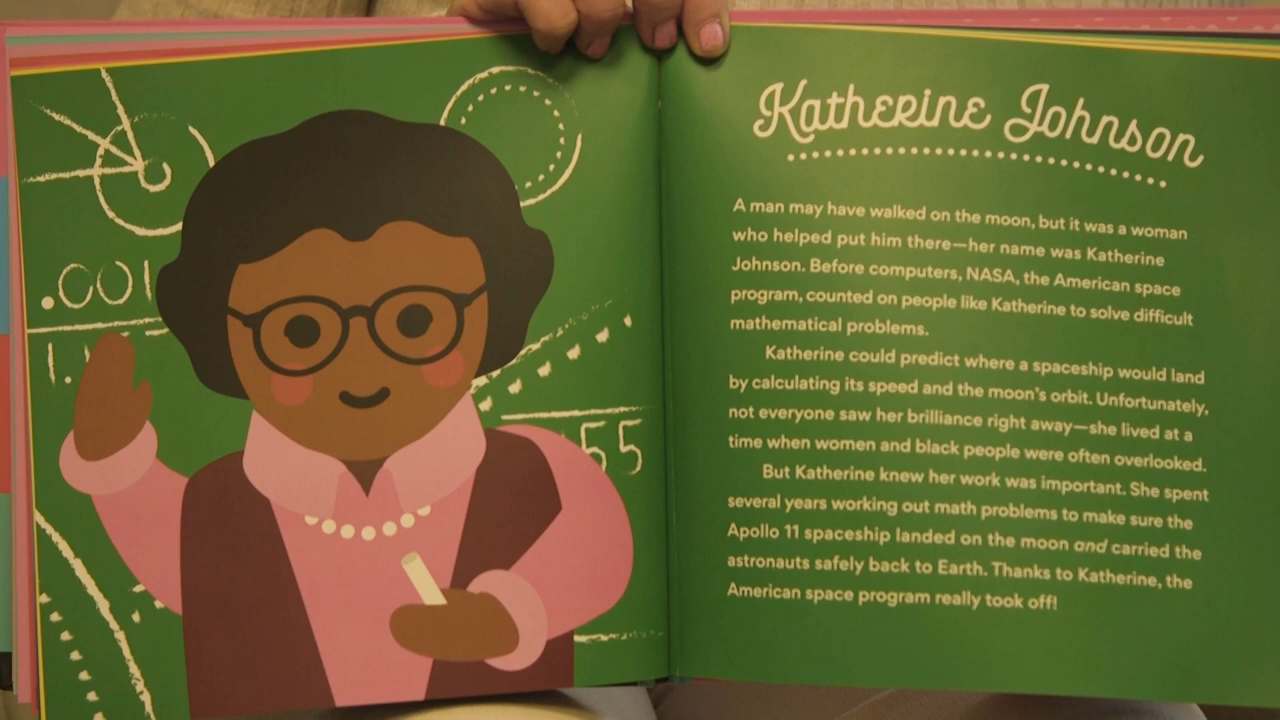 .001
1.
55
Katherine Johnson
A man may have walked on the moon, but it was a woman
who helped put him there—her name was Katherine
Johnson. Before computers, NASA, the American space
program, counted on people like Katherine to solve difficult
mathematical problems.
Katherine could predict where a spaceship would land
by calculating its speed and the moon's orbit. Unfortunately,
not everyone saw her brilliance right away—she lived at a
time when women and black people were often overlooked.
But Katherine knew her work was important. She spent
several years working out math problems to make sure the
Apollo 11 spaceship landed on the moon and carried the
astronauts safely back to Earth. Thanks to Katherine, the
American space program really took off!